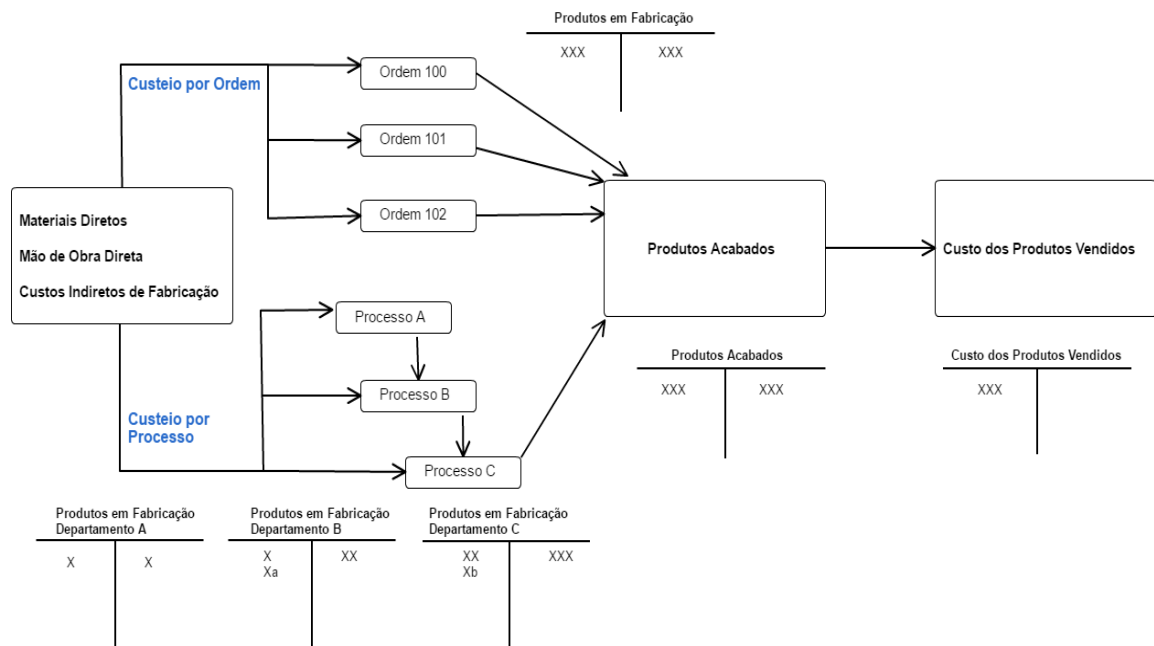 Produtos em Fabricação
XXX XXX
Custeio por Ordem
Ordem 100
Ordem 101
Ordem 102
Materiais Diretos
Mão de Obra Direta
Custos Indiretos de Fabricação
Produtos Acabados
Custo dos Produtos Vendidos
Processo A
Processo B
Processo C
Custeio por
Processo
Produtos Acabados
XXX XXX
Custo dos Produtos Vendidos
XXX
Produtos em Fabricação
Departamento A
X X
Produtos em Fabricação
Departamento B
X XX
Xa
Produtos em Fabricação
Departamento C
XX XXX
Xb